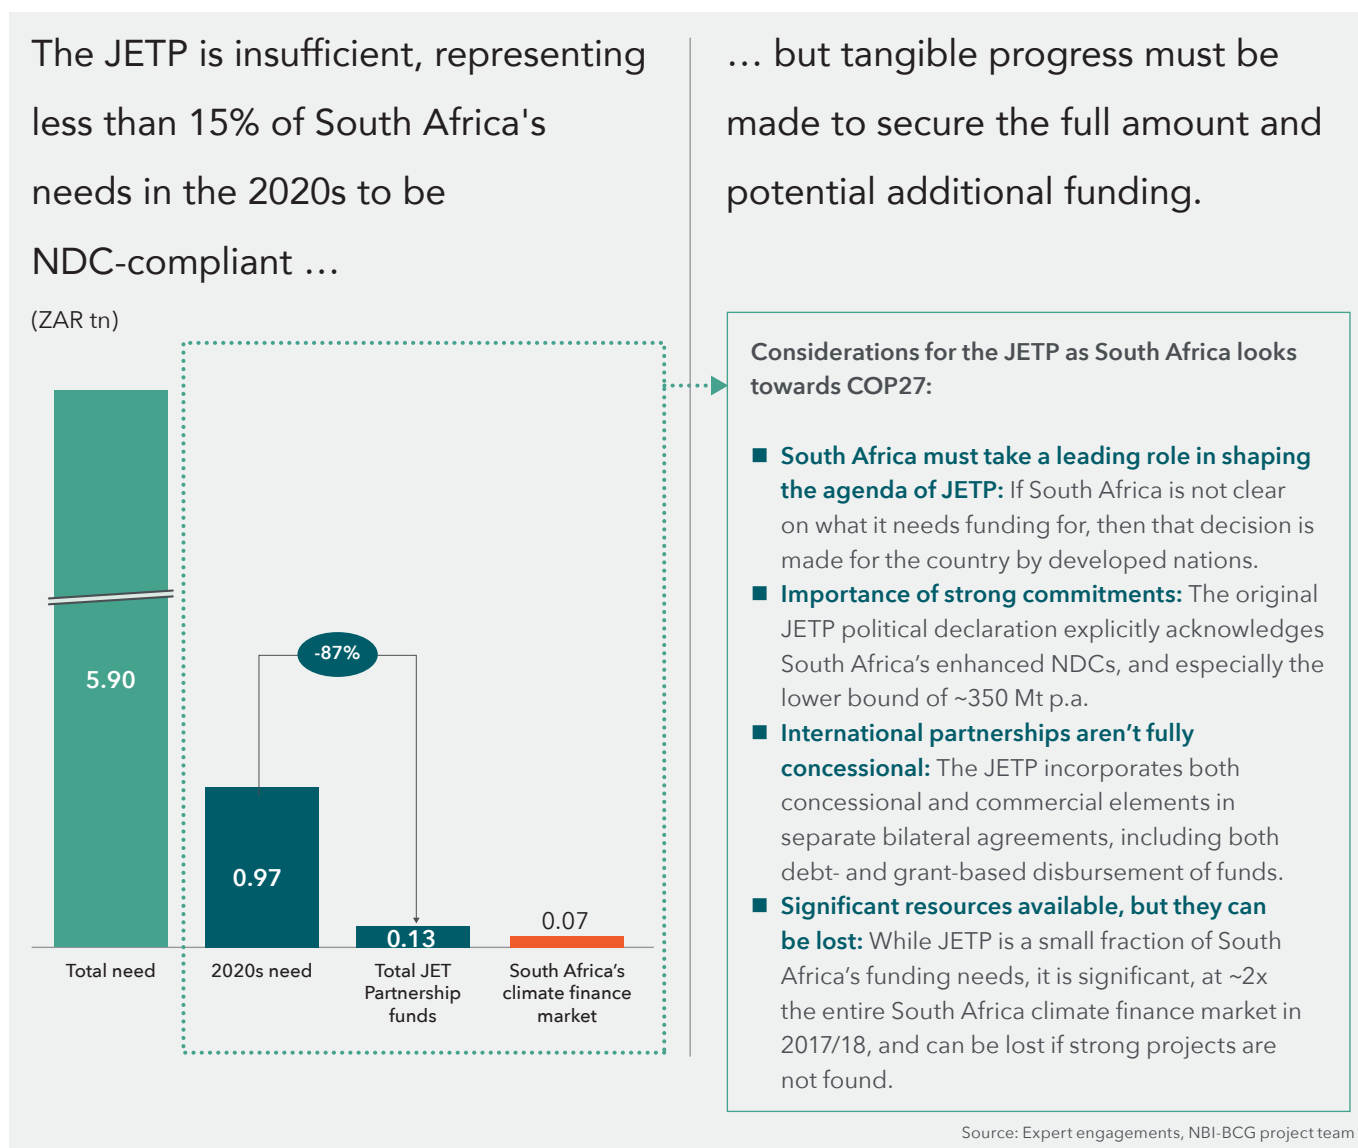 The JETP is insufficient, representing
less than 15% of South Africa's
needs in the 2020s to be
NDC-compliant …
(ZAR tn)
5.90
-87%
0.97
0.13
0.07
Total need
2020s need
Total JET
Partnership
funds
South Africa’s
climate finance
market
… but tangible progress must be
made to secure the full amount and
potential additional funding.
Considerations for the JETP as South Africa looks
towards COP27:
■ South Africa must take a leading role in shaping
the agenda of JETP: If South Africa is not clear
on what it needs funding for, then that decision is
made for the country by developed nations.
■ Importance of strong commitments: The original
JETP political declaration explicitly acknowledges
South Africa’s enhanced NDCs, and especially the
lower bound of ~350 Mt p.a.
■ International partnerships aren’t fully
concessional: The JETP incorporates both
concessional and commercial elements in
separate bilateral agreements, including both
debt- and grant-based disbursement of funds.
■ Significant resources available, but they can
be lost: While JETP is a small fraction of South
Africa’s funding needs, it is significant, at ~2x
the entire South Africa climate finance market in
2017/18, and can be lost if strong projects are
not found.
Source: Expert engagements, NBI-BCG project team